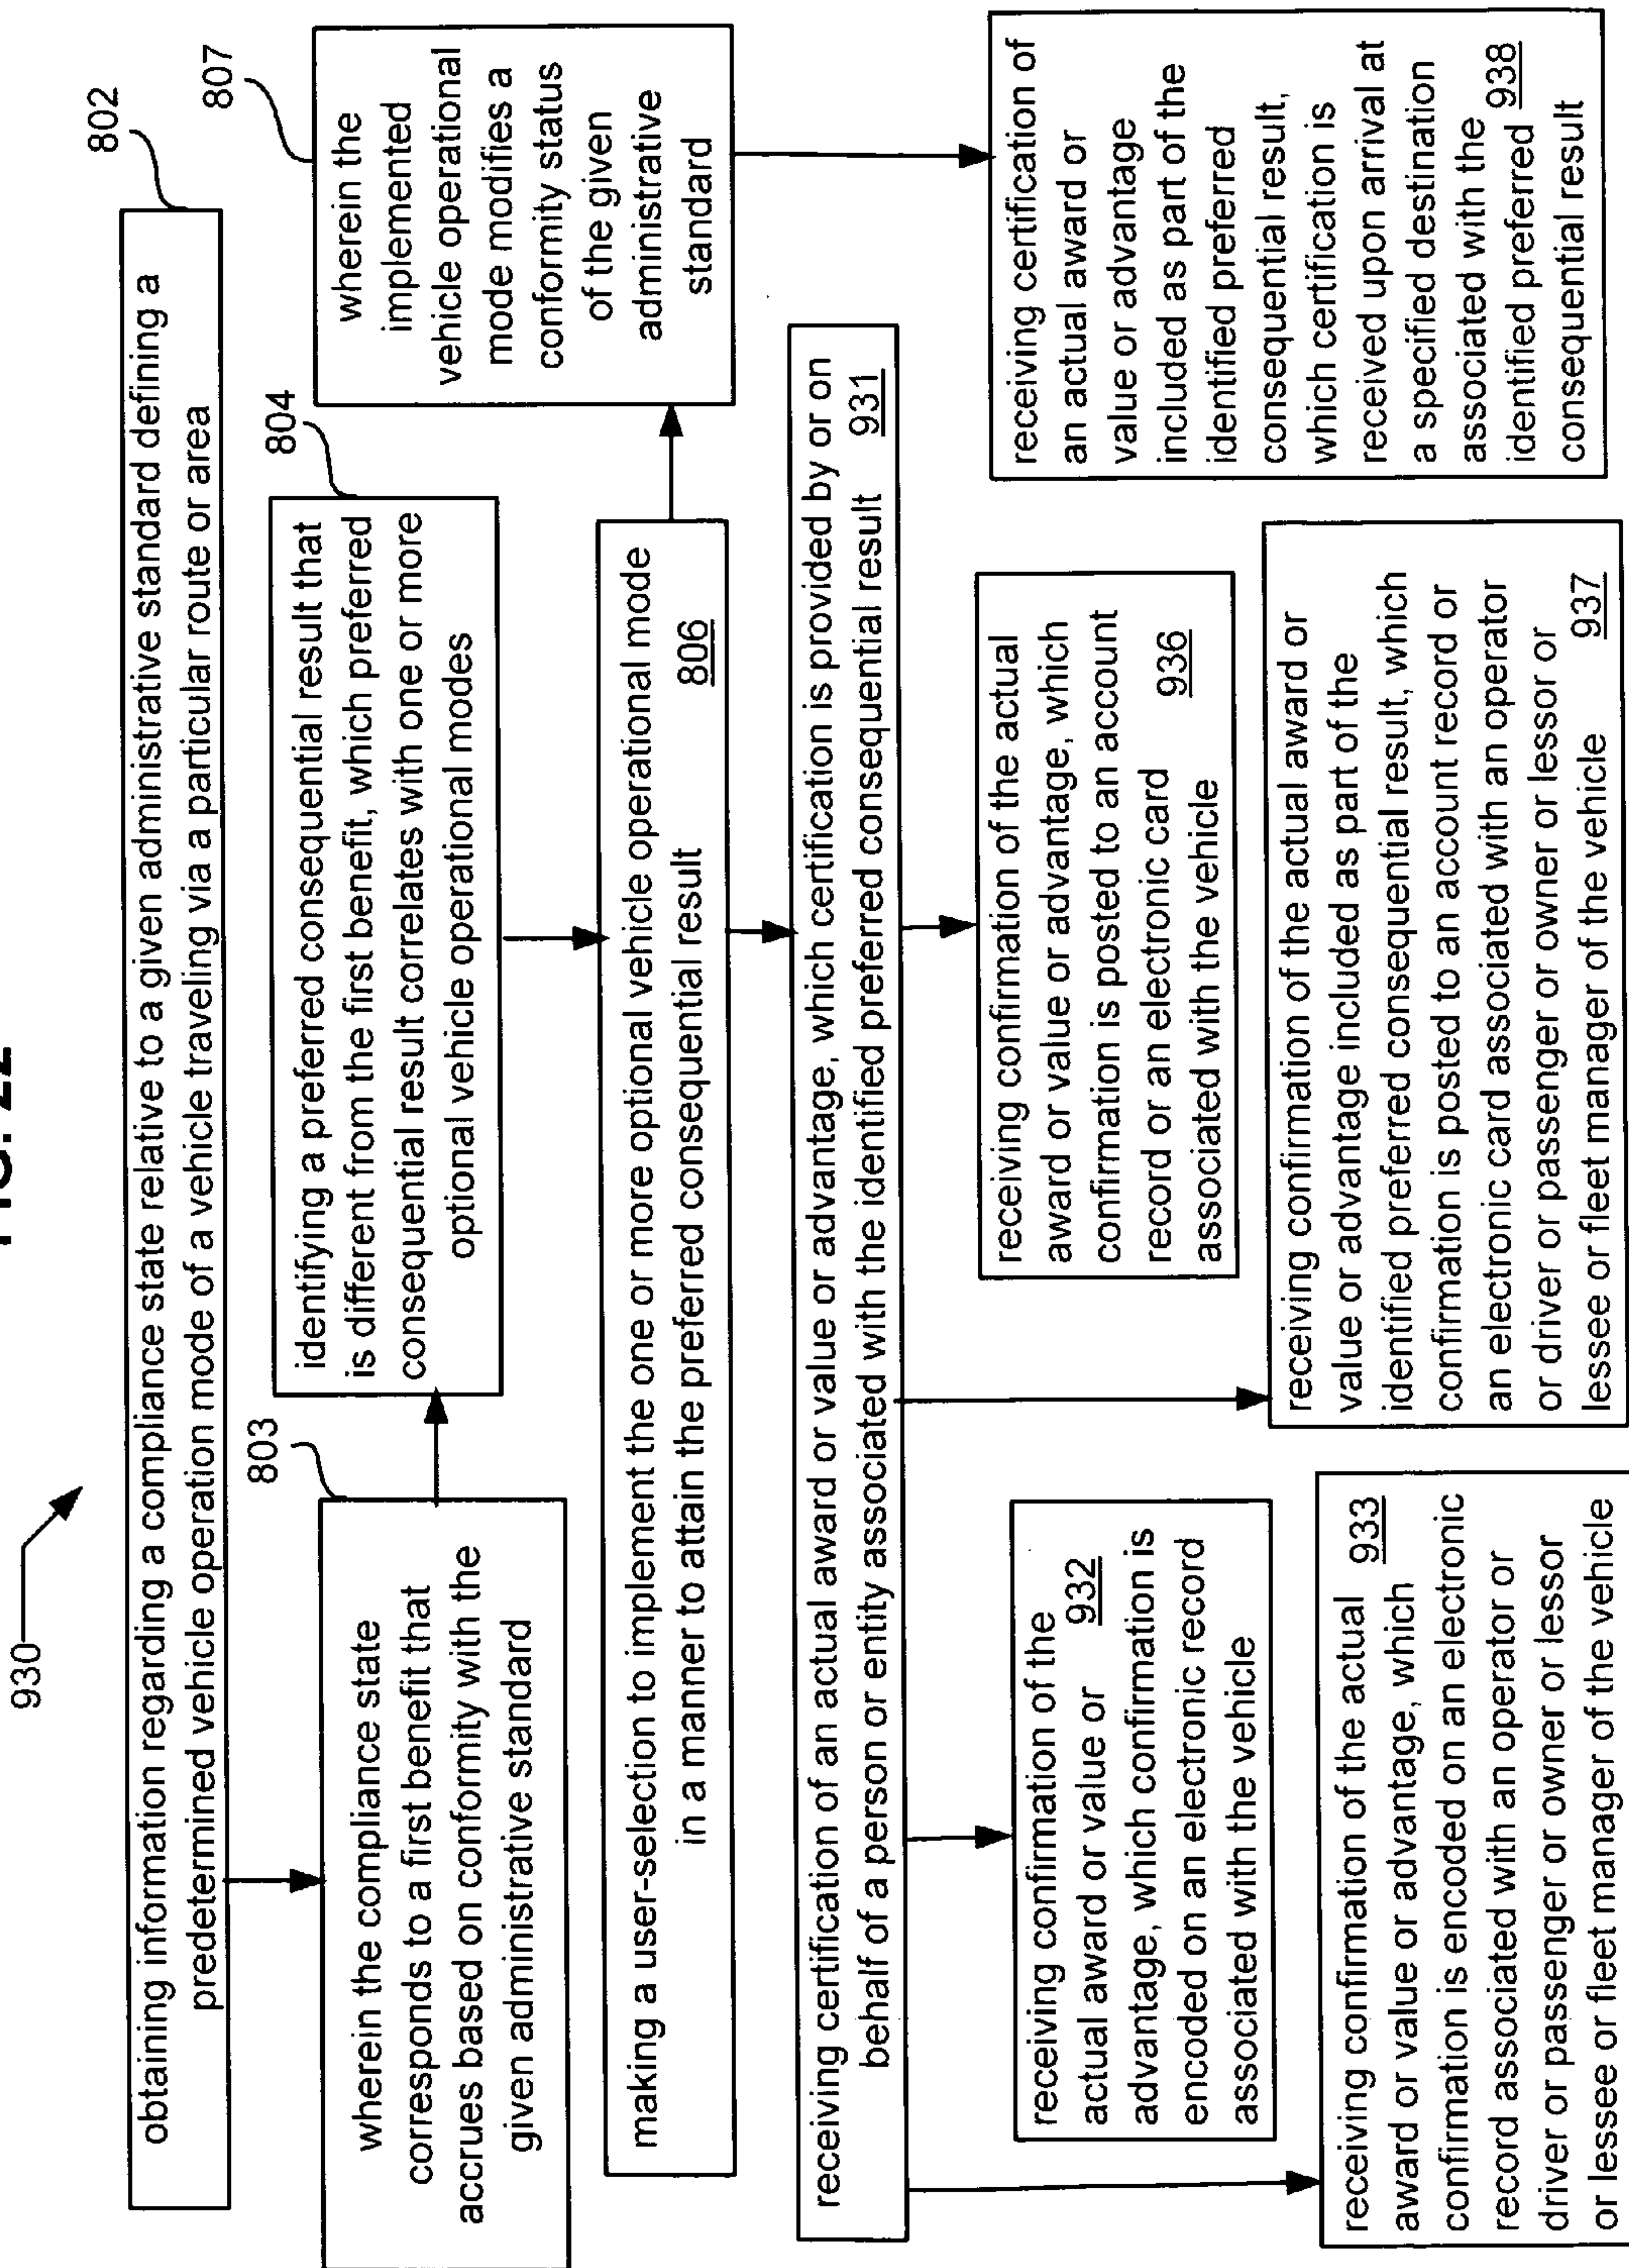 FIG. 22
930
802
obtaining information regarding a compliance state relative to a given administrative standard defining a
predetermined vehicle operation mode of a vehicle traveling via a particular route or area
803
wherein the compliance state
corresponds to a first benefit that
accrues based on conformity with the
given administrative standard
804
identifying a preferred consequential result that
is different from the first benefit, which preferred
consequential result correlates with one or more
optional vehicle operational modes
807
wherein the
implemented
vehicle operational
mode modifies a
conformity status
of the given
administrative
standard
making a user-selection to implement the one or more optional vehicle operational mode
in a manner to attain the preferred consequential result 806
receiving certification of an actual award or value or advantage, which certification is provided by or on
behalf of a person or entity associated with the identified preferred consequential result 931
receiving confirmation of the
actual award or value or 932
advantage, which confirmation is
encoded on an electronic record
associated with the vehicle
receiving confirmation of the actual
award or value or advantage, which
confirmation is posted to an account
record or an electronic card 936
associated with the vehicle
receiving certification of
an actual award or
value or advantage
included as part of the
identified preferred
consequential result,
which certification is
received upon arrival at
a specified destination
associated with the 938
identified preferred
consequential result
receiving confirmation of the actual 933
award or value or advantage, which
confirmation is encoded on an electronic
record associated with an operator or
driver or passenger or owner or lessor
or lessee or fleet manager of the vehicle
receiving confirmation of the actual award or
value or advantage included as part of the
identified preferred consequential result, which
confirmation is posted to an account record or
an electronic card associated with an operator
or driver or passenger or owner or lessor or
lessee or fleet manager of the vehicle 937